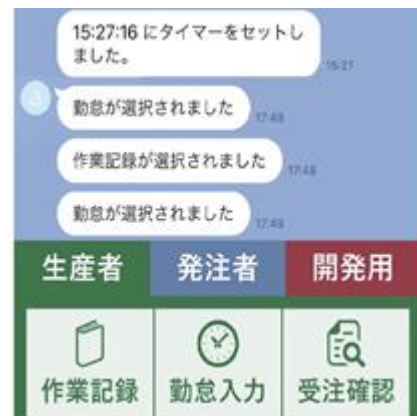 15:27:16 にタイマーをセットし
ました。
15:27
勤怠が選択されました
17:48
作業記録が選択されました
17:48
勤怠が選択されました
17:48
生産者 発注者 開発用
作業記録 勤怠入力 受注確認